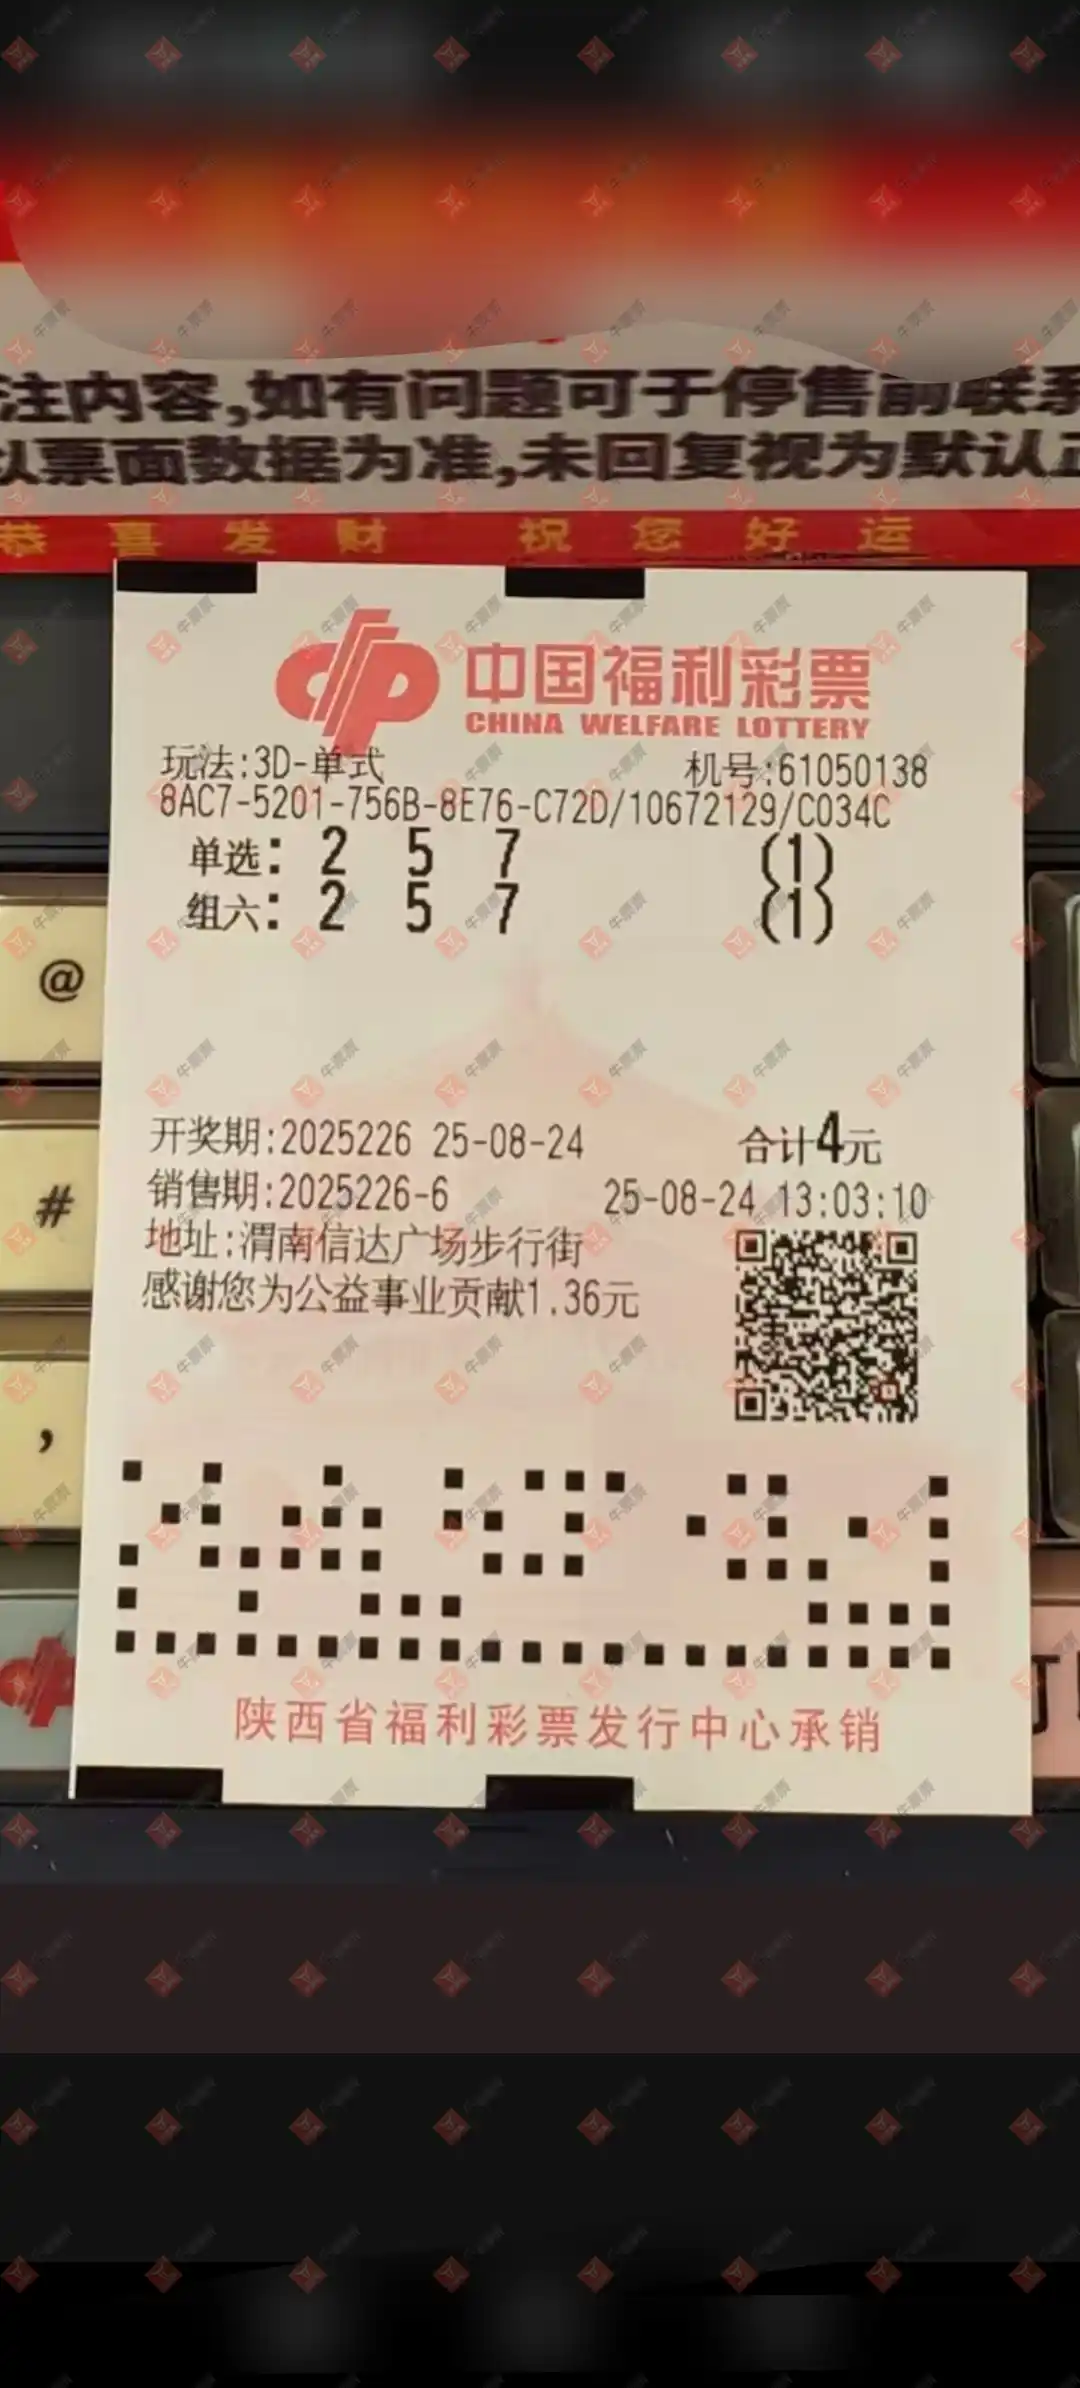 注内容,如有问题可于停售前联系
以票面数据为准,未回复视为默认正
恭喜发财 祝您好运
中国福利彩票
CHINA WELFARE LOTTERY
玩法:3D-单式 机号:61050138
8AC7-5201-756B-8E76-C72D/10672129/C034C
单选: 2 5 7 (1)
组六: 2 5 7 (1)
@
开奖期:2025226 25-08-24 合计4元
销售期:2025226-6 25-08-24 13:03:10
#
地址:渭南信达广场步行街
感谢您为公益事业贡献1.36元
,
陕西省福利彩票发行中心承销
牛票票